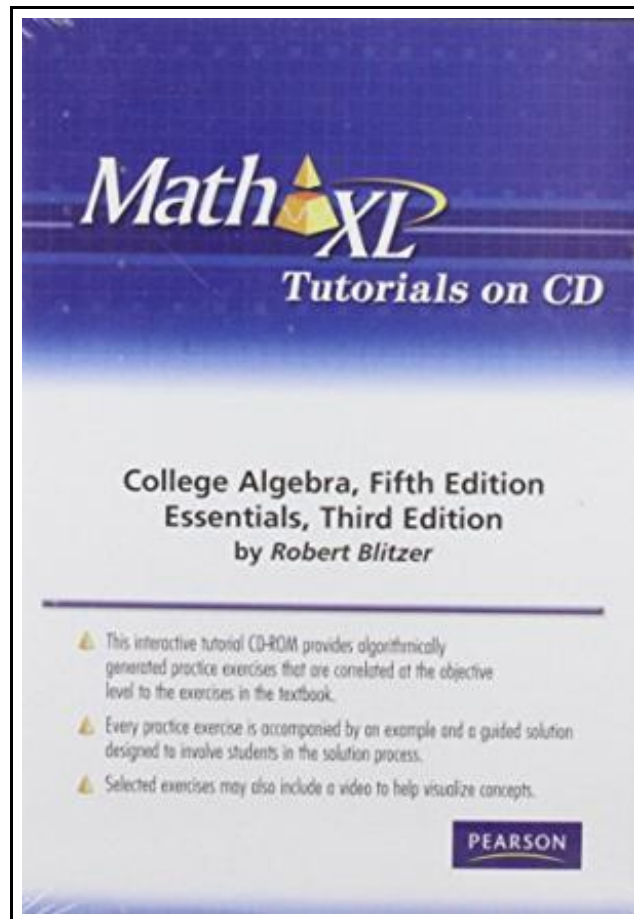 Math XL
Tutorials on CD
College Algebra, Fifth Edition
Essentials, Third Edition
by Robert Blitzer
This interactive tutorial CD-ROM provides algorithmically
generated practice exercises that are correlated at the objective
level to the exercises in the textbook.
Every practice exercise is accompanied by an example and a guided solution
designed to involve students in the solution process.
Selected exercises may also include a video to help visualize concepts.
PEARSON